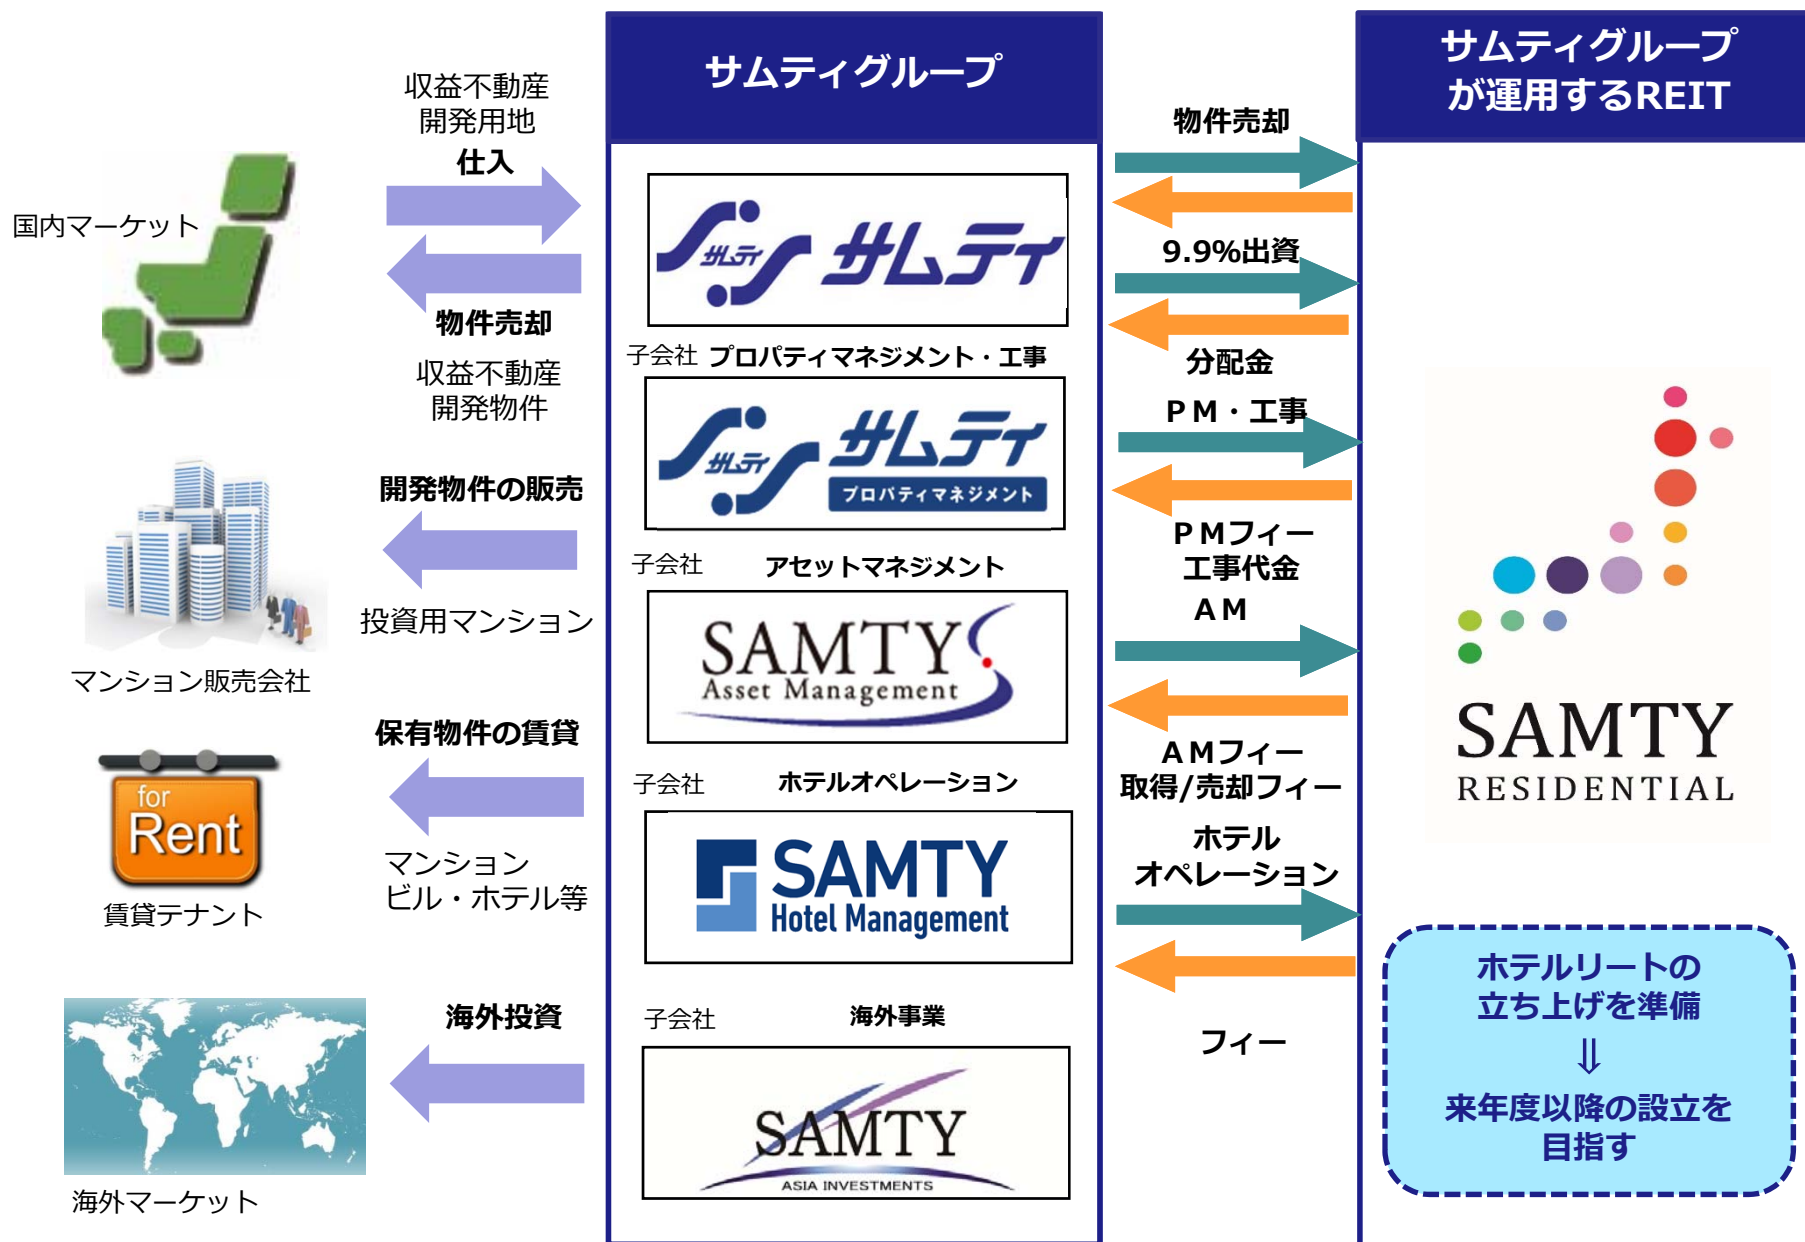 収益不動産
開発用地
仕入
国内マーケット
物件売却
収益不動産
開発物件
開発物件の販売
投資用マンション
マンション販売会社
保有物件の賃貸
for
Rent
マンション
ビル・ホテル等
賃貸テナント
海外投資
海外マーケット
サムティグループ
サムティ
サムティ
子会社 プロパティマネジメント・工事
サムティ
サムティ
プロパティマネジメント
子会社 アセットマネジメント
SAMTY
Asset Management
子会社 ホテルオペレーション
SAMTY
Hotel Management
子会社 海外事業
SAMTY
ASIA INVESTMENTS
物件売却
9.9%出資
分配金
ＰＭ・工事
ＰＭフィー
工事代金
ＡＭ
ＡＭフィー
取得/売却フィー
ホテル
オペレーション
フィー
サムティグループ
が運用するREIT
SAMTY
RESIDENTIAL
ホテルリートの
立ち上げを準備
⇓
来年度以降の設立を
目指す